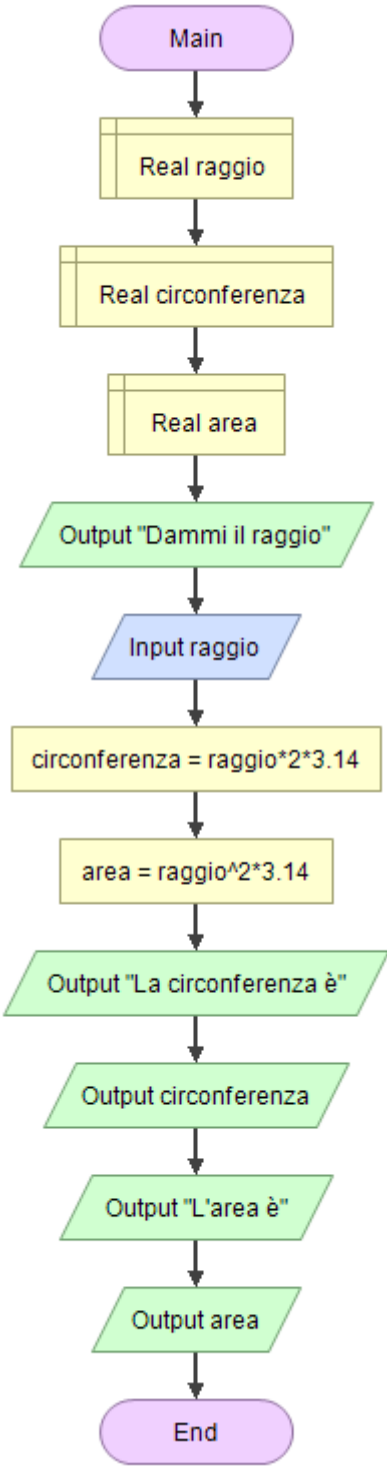 Main
Real raggio
Real circonferenza
Real area
Output "Dammi il raggio"
Input raggio
circonferenza = raggio*2*3.14
area = raggio^2*3.14
Output "La circonferenza è"
Output circonferenza
Output "L'area è"
Output area
End